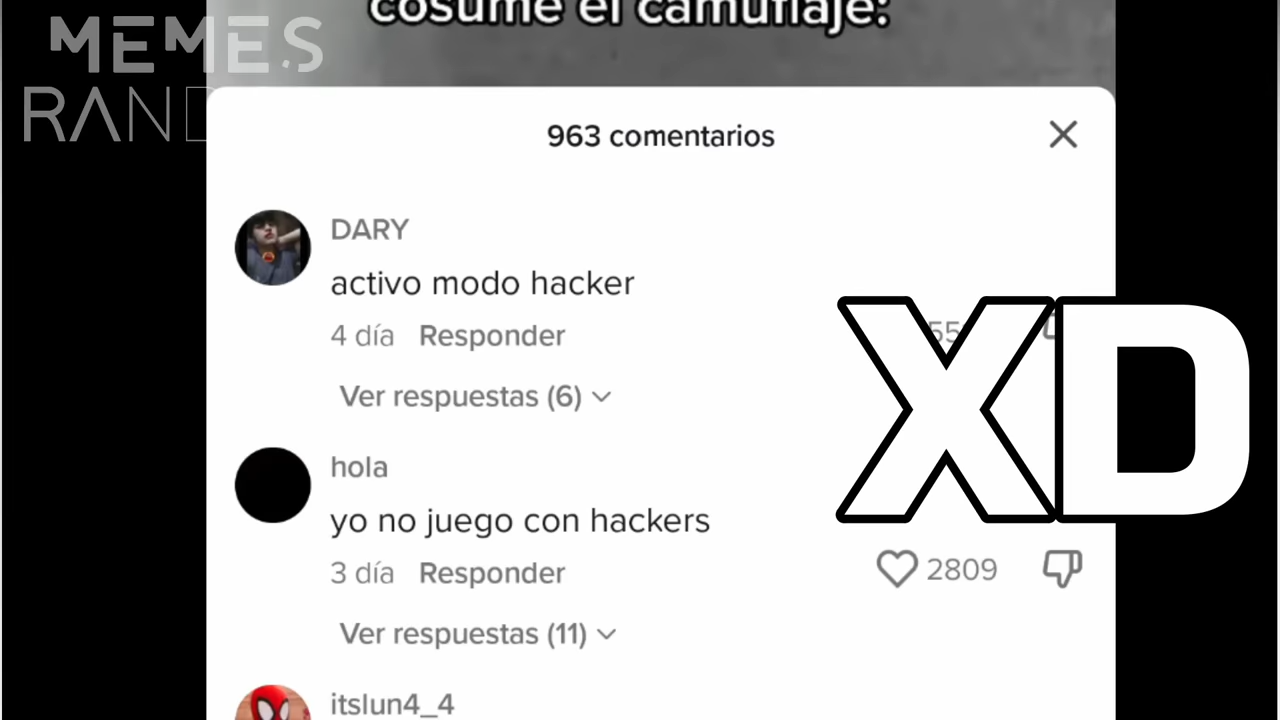 cosume el camuflaje:
MEMES
RAND
963 comentarios
DARY
activo modo hacker
4 día Responder
Ver respuestas (6)
XD
hola
yo no juego con hackers
3 día Responder
2809
Ver respuestas (11)
itslun4_4